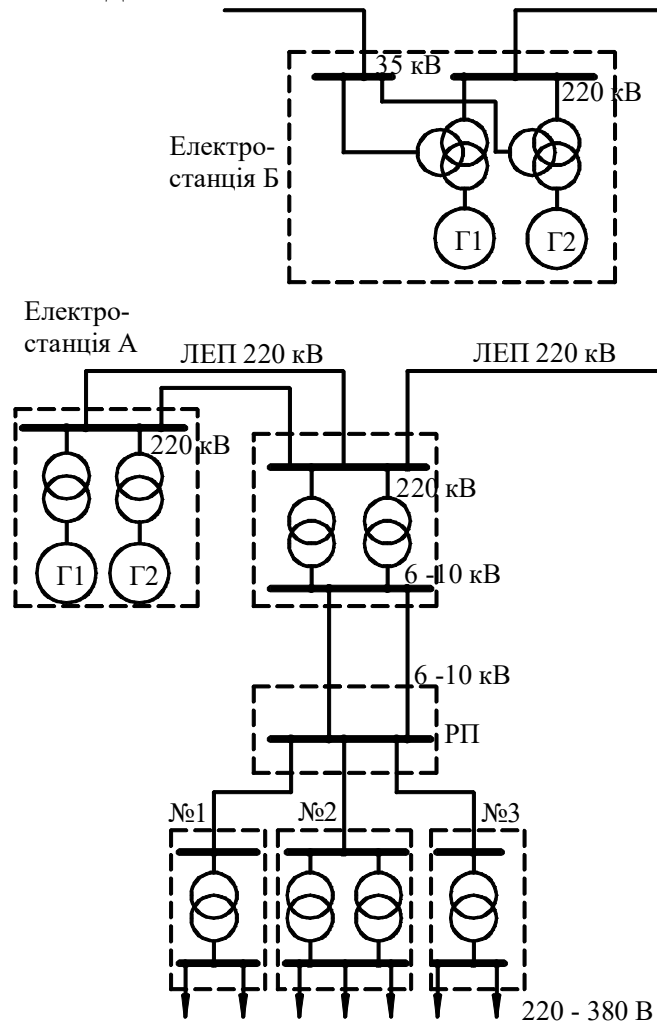 35 кВ
220 кВ
Електро-
станція Б
Г1
Г2
Електро-
станція А
ЛЕП 220 кВ
ЛЕП 220 кВ
220 кВ
220 кВ
Г1
Г2
6 -10 кВ
6 -10 кВ
РП
№1
№2
№3
220 - 380 В